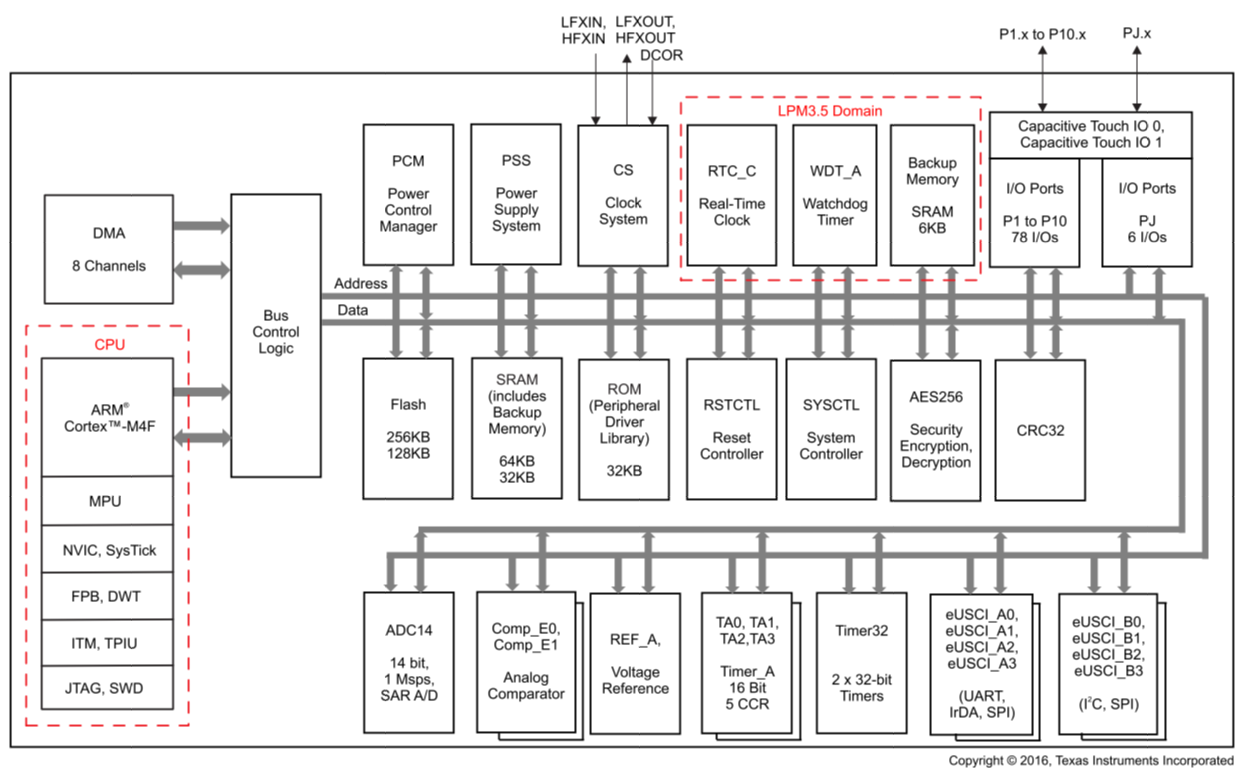 LFXIN,
HFXIN
LFXOUT,
HFXOUT
DCOR
P1.x to P10.x
PJ.x
LPM3.5 Domain
PCM
Power
Control
Manager
PSS
Power
Supply
System
CS
Clock
System
RTC_C
Real-Time
Clock
WDT_A
Watchdog
Timer
Backup
Memory
SRAM
6KB
Capacitive Touch IO 0,
Capacitive Touch IO 1
I/O Ports
P1 to P10
78 I/Os
I/O Ports
PJ
6 I/Os
DMA
8 Channels
Bus
Control
Logic
Address
Data
CPU
ARM®
Cortex™-M4F
MPU
NVIC, SysTick
FPB, DWT
ITM, TPIU
JTAG, SWD
Flash
256KB
128KB
SRAM
(includes
Backup
Memory)
64KB
32KB
ROM
(Peripheral
Driver
Library)
32KB
RSTCTL
Reset
Controller
SYSCTL
System
Controller
AES256
Security
Encryption,
Decryption
CRC32
ADC14
14 bit,
1 Msps,
SAR A/D
Comp_E0,
Comp_E1
Analog
Comparator
REF_A,
Voltage
Reference
TA0, TA1,
TA2,TA3
Timer_A
16 Bit
5 CCR
Timer32
2 x 32-bit
Timers
eUSCI_A0,
eUSCI_A1,
eUSCI_A2,
eUSCI_A3
(UART,
IrDA, SPI)
eUSCI_B0,
eUSCI_B1,
eUSCI_B2,
eUSCI_B3
(I²C, SPI)
Copyright © 2016, Texas Instruments Incorporated